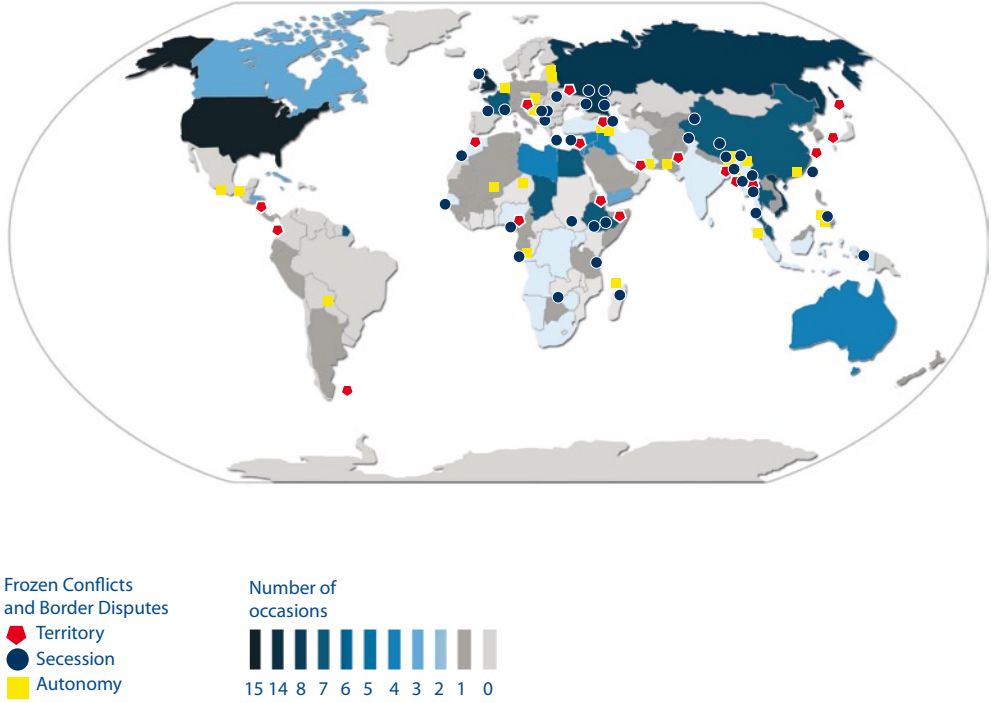 Frozen Conflicts
and Border Disputes
Territory
Secession
Autonomy
Number of
occasions
15 14 8 7 6 5 4 3 2 1 0